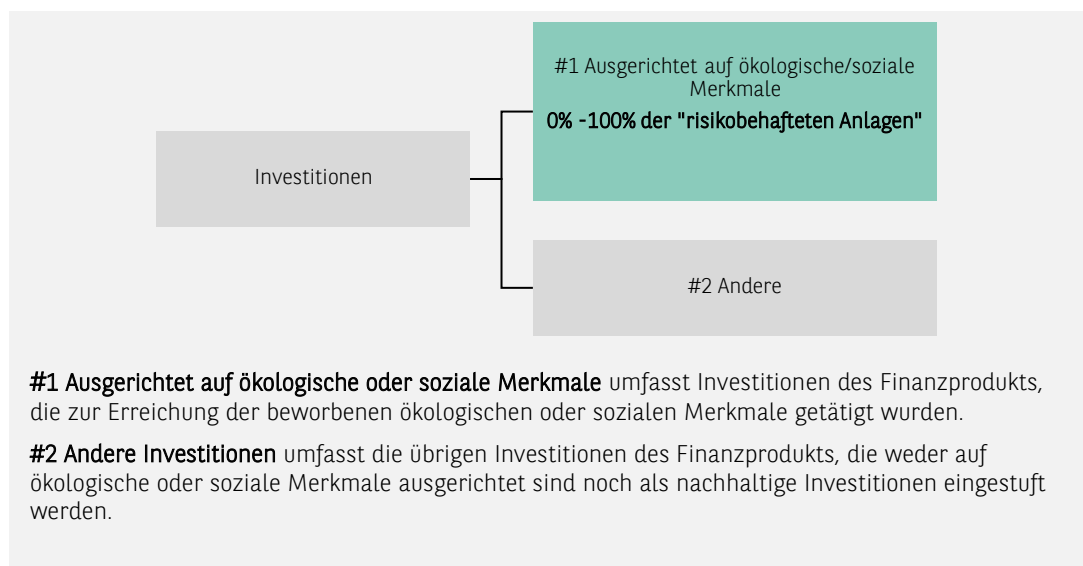 #1 Ausgerichtet auf ökologische/soziale
Merkmale
0% -100% der "risikobehafteten Anlagen"
Investitionen
#2 Andere
#1 Ausgerichtet auf ökologische oder soziale Merkmale umfasst Investitionen des Finanzprodukts,
die zur Erreichung der beworbenen ökologischen oder sozialen Merkmale getätigt wurden.
#2 Andere Investitionen umfasst die übrigen Investitionen des Finanzprodukts, die weder auf
ökologische oder soziale Merkmale ausgerichtet sind noch als nachhaltige Investitionen eingestuft
werden.